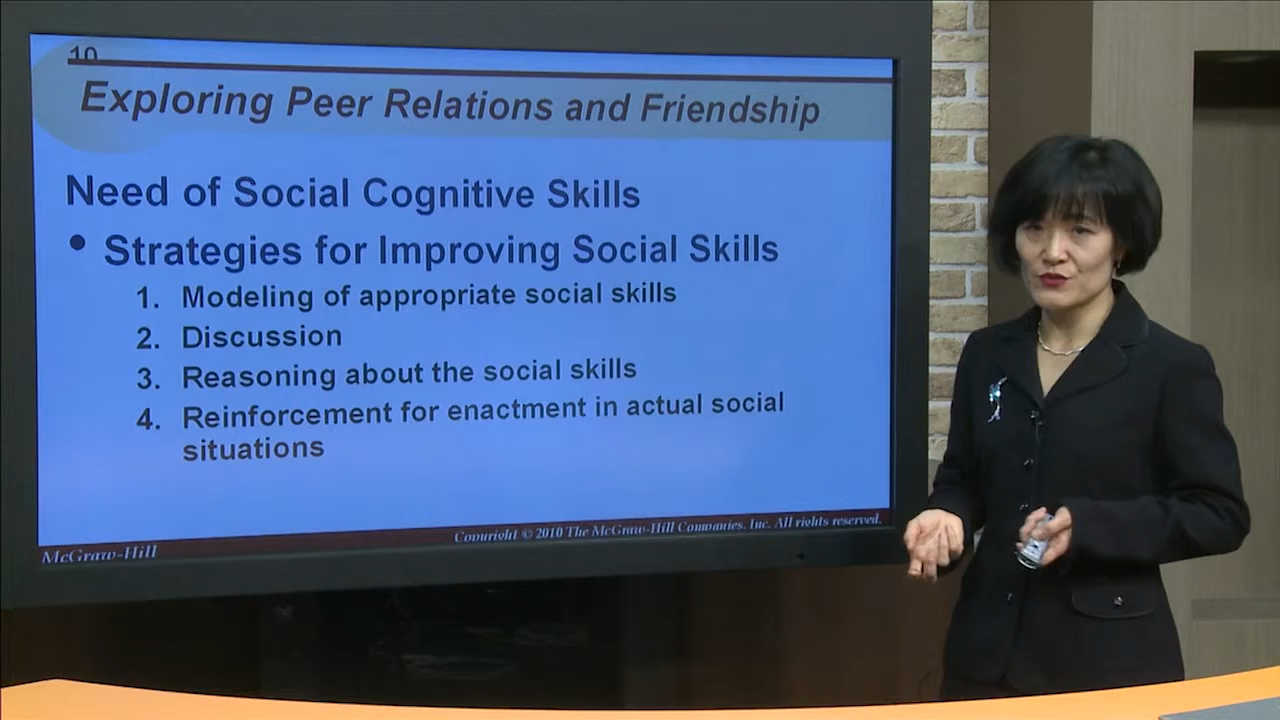 10
Exploring Peer Relations and Friendship
Need of Social Cognitive Skills
• Strategies for Improving Social Skills
1. Modeling of appropriate social skills
2. Discussion
3. Reasoning about the social skills
4. Reinforcement for enactment in actual social
situations
McGraw-Hill
Copyright © 2010 The McGraw-Hill Companies, Inc. All rights reserved.